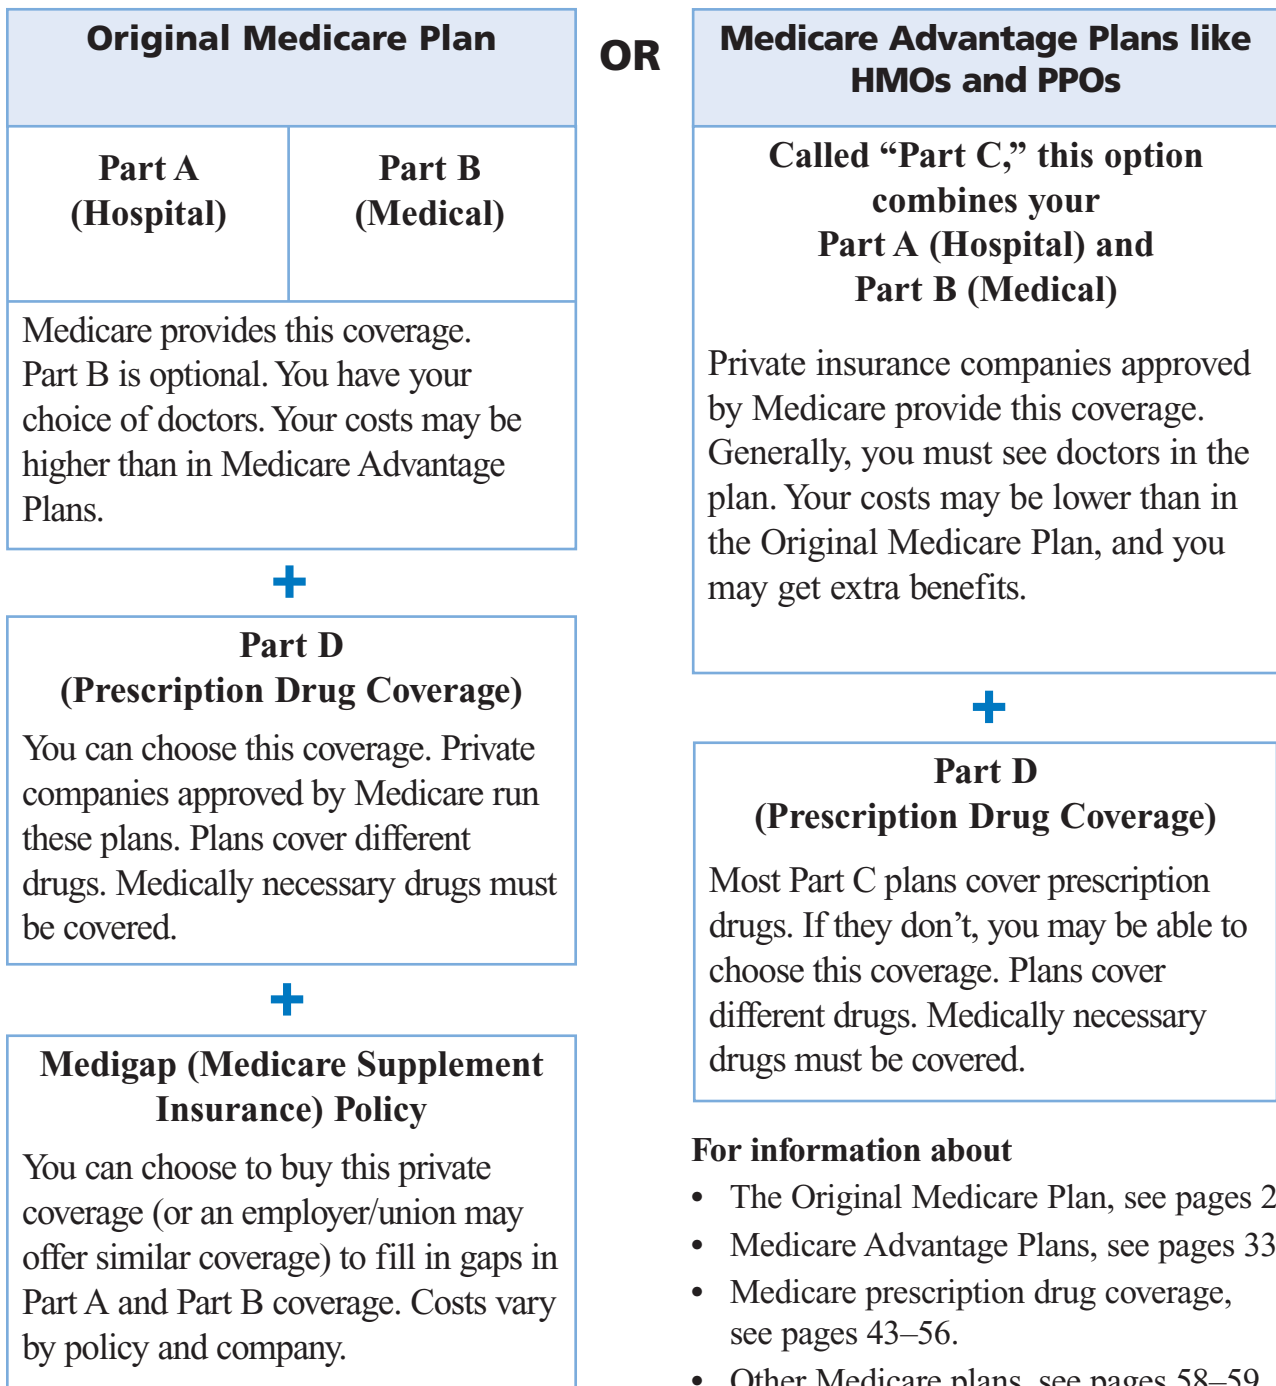 Original Medicare Plan
Part A
(Hospital)
Part B
(Medical)
Medicare provides this coverage.
Part B is optional. You have your
choice of doctors. Your costs may be
higher than in Medicare Advantage
Plans.
+
Part D
(Prescription Drug Coverage)
You can choose this coverage. Private
companies approved by Medicare run
these plans. Plans cover different
drugs. Medically necessary drugs must
be covered.
+
Medigap (Medicare Supplement
Insurance) Policy
You can choose to buy this private
coverage (or an employer/union may
offer similar coverage) to fill in gaps in
Part A and Part B coverage. Costs vary
by policy and company.
OR
Medicare Advantage Plans like
HMOs and PPOs
Called “Part C,” this option
combines your
Part A (Hospital) and
Part B (Medical)
Private insurance companies approved
by Medicare provide this coverage.
Generally, you must see doctors in the
plan. Your costs may be lower than in
the Original Medicare Plan, and you
may get extra benefits.
+
Part D
(Prescription Drug Coverage)
Most Part C plans cover prescription
drugs. If they don’t, you may be able to
choose this coverage. Plans cover
different drugs. Medically necessary
drugs must be covered.
For information about
• The Original Medicare Plan, see pages 2
• Medicare Advantage Plans, see pages 33
• Medicare prescription drug coverage,
see pages 43–56.
• Other Medicare plans, see pages 58–59